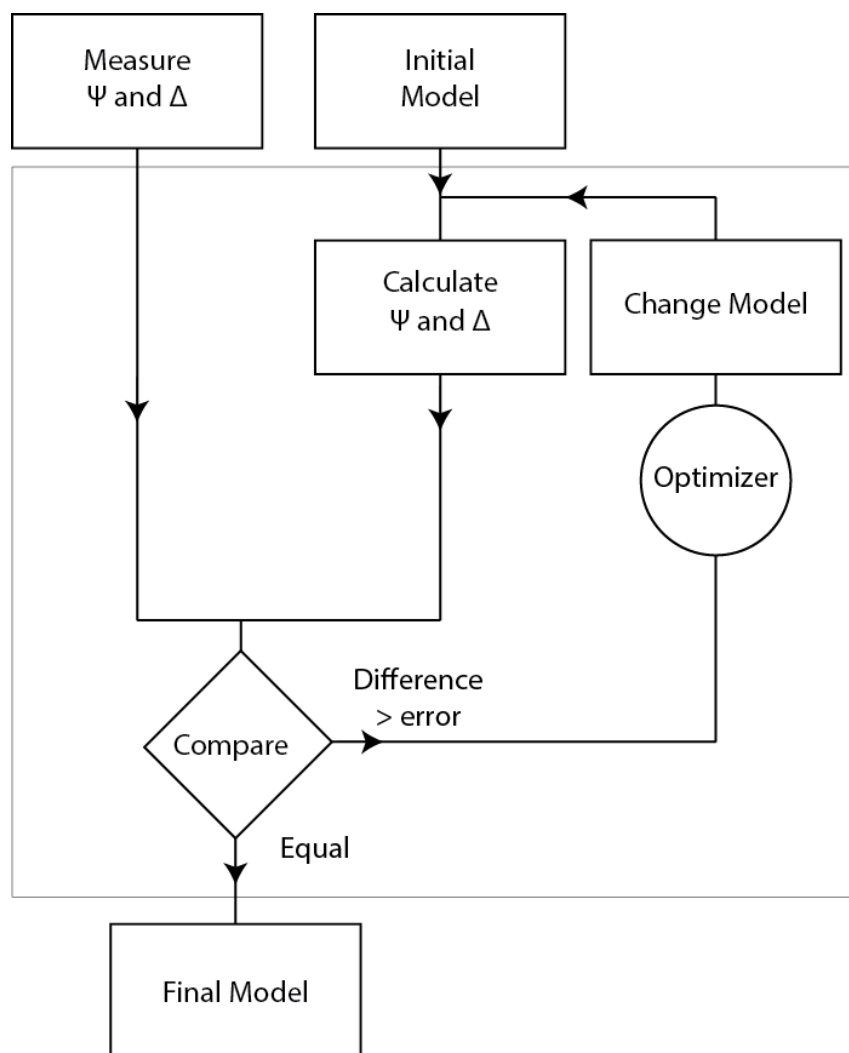 Measure
Ψ and Δ
Initial
Model
Calculate
Ψ and Δ
Change Model
Optimizer
Difference
> error
Compare
Equal
Final Model